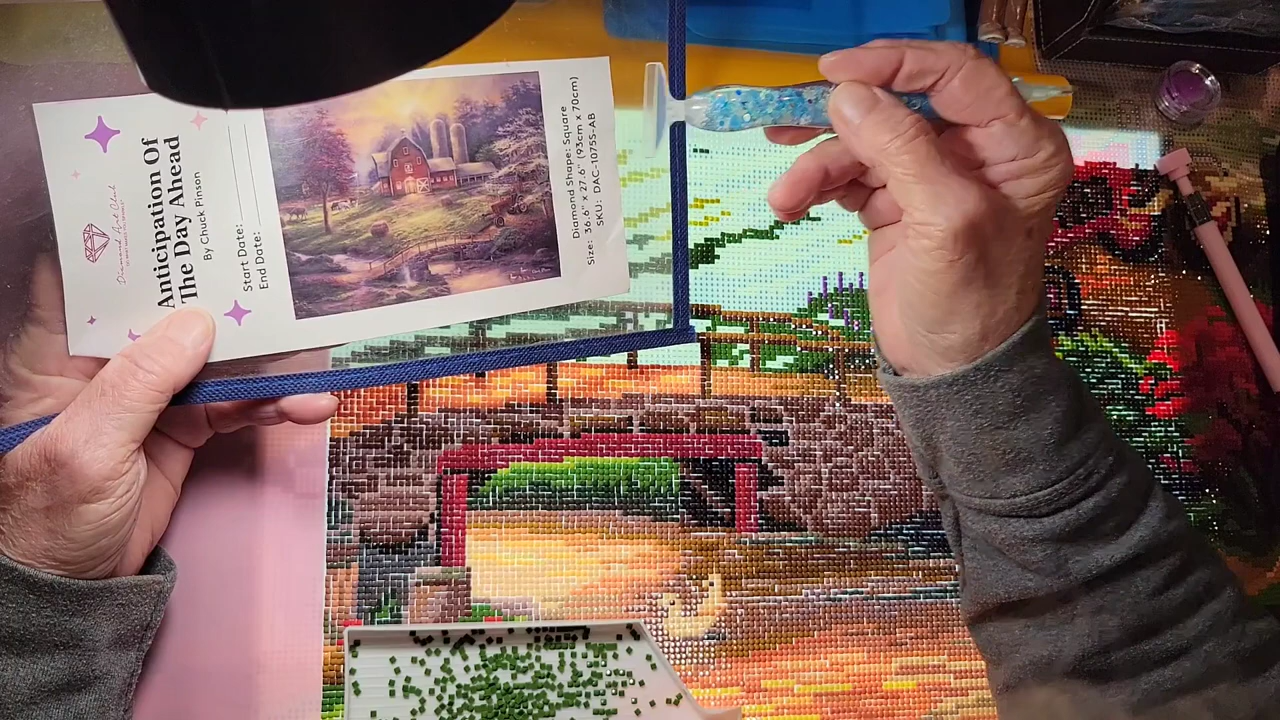 Diamond Art Club
Anticipation Of
The Day Ahead
By Chuck Pinson
Start Date:
End Date:
Diamond Shape: Square
Size: 36.6" x 27.6" (93cm x 70cm)
SKU: DAC-1075S-AB